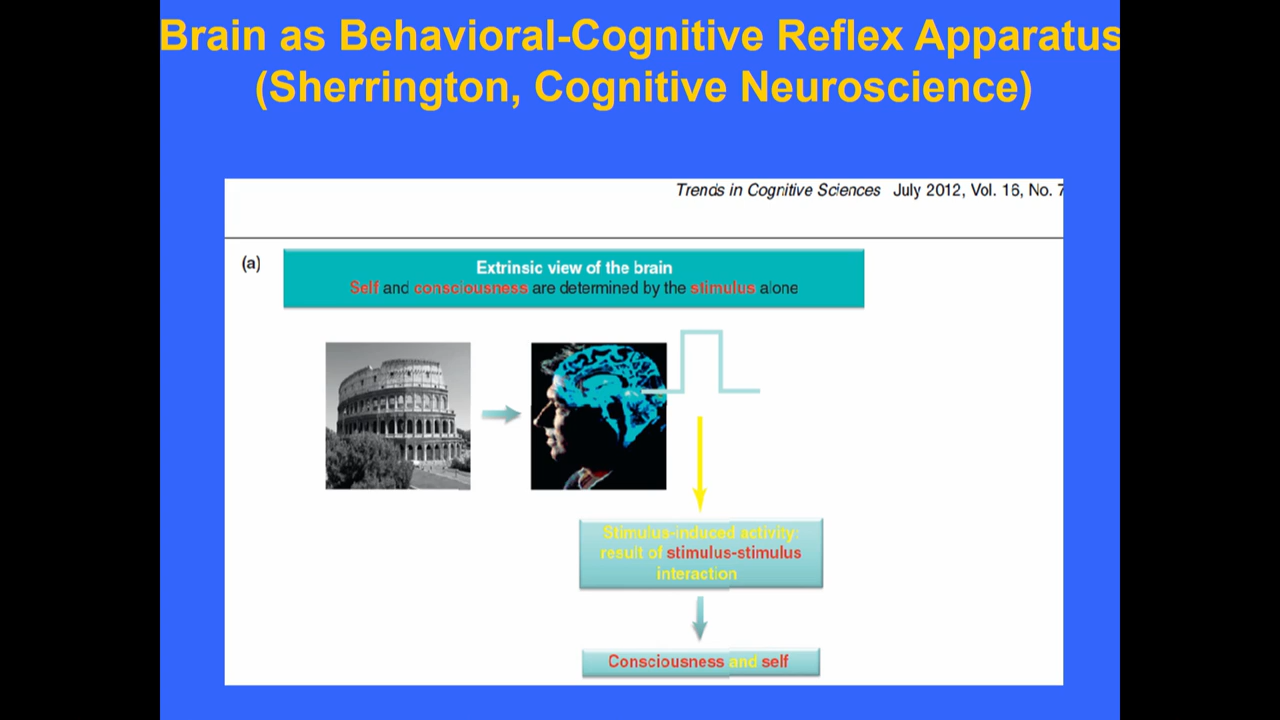 Brain as Behavioral-Cognitive Reflex Apparatus
(Sherrington, Cognitive Neuroscience)
Trends in Cognitive Sciences July 2012, Vol. 16, No. 7
(a)
Extrinsic view of the brain
Self and consciousness are determined by the stimulus alone
Stimulus-induced activity:
result of stimulus-stimulus
interaction
Consciousness and self